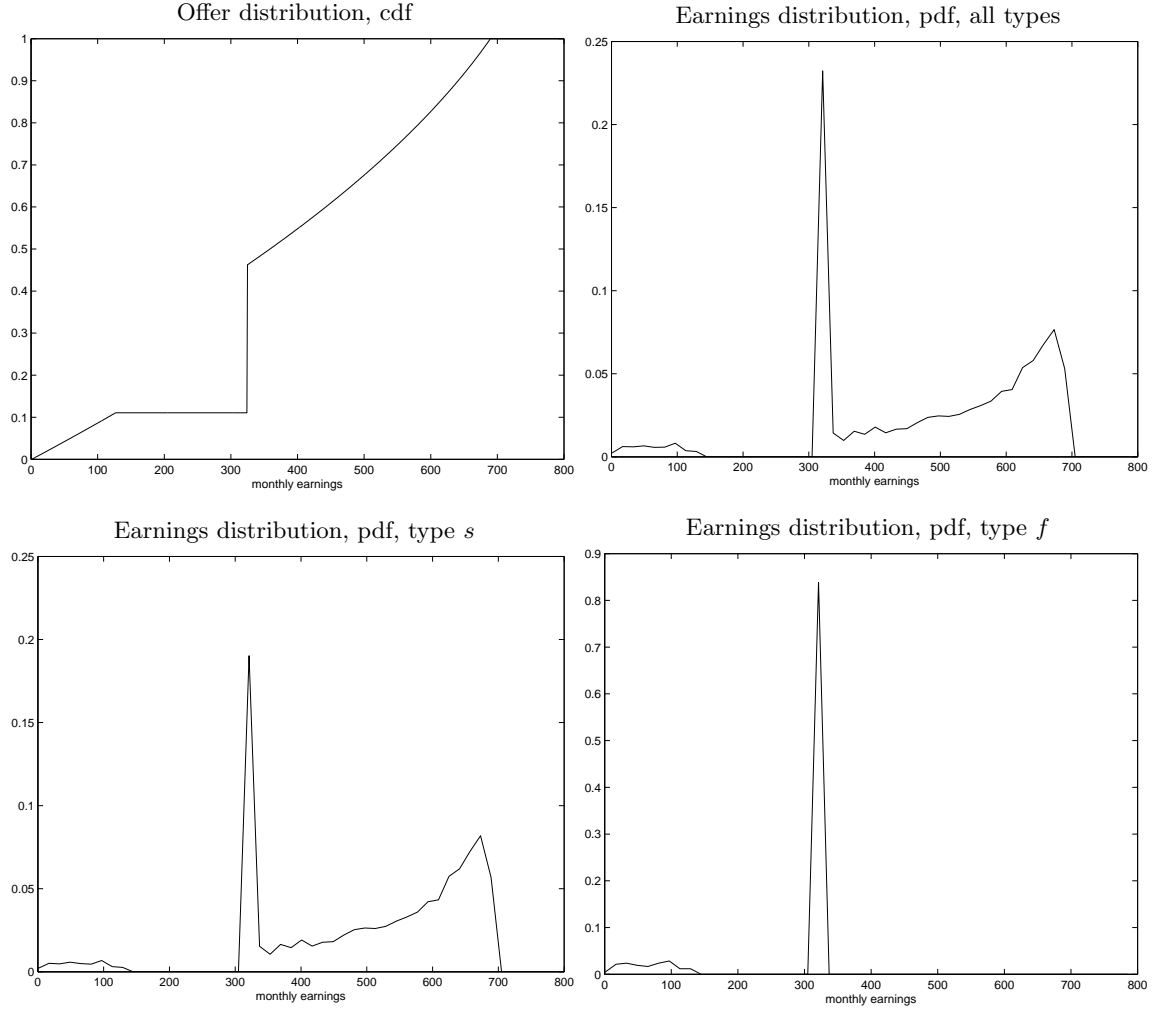 Offer distribution, cdf
1
0.9
0.8
0.7
0.6
0.5
0.4
0.3
0.2
0.1
0
0 100 200 300 400 500 600 700 800
monthly earnings
Earnings distribution, pdf, all types
0.25
0.2
0.15
0.1
0.05
0
0 100 200 300 400 500 600 700 800
monthly earnings
Earnings distribution, pdf, type s
0.25
0.2
0.15
0.1
0.05
0
0 100 200 300 400 500 600 700 800
monthly earnings
Earnings distribution, pdf, type f
0.9
0.8
0.7
0.6
0.5
0.4
0.3
0.2
0.1
0
0 100 200 300 400 500 600 700 800
monthly earnings